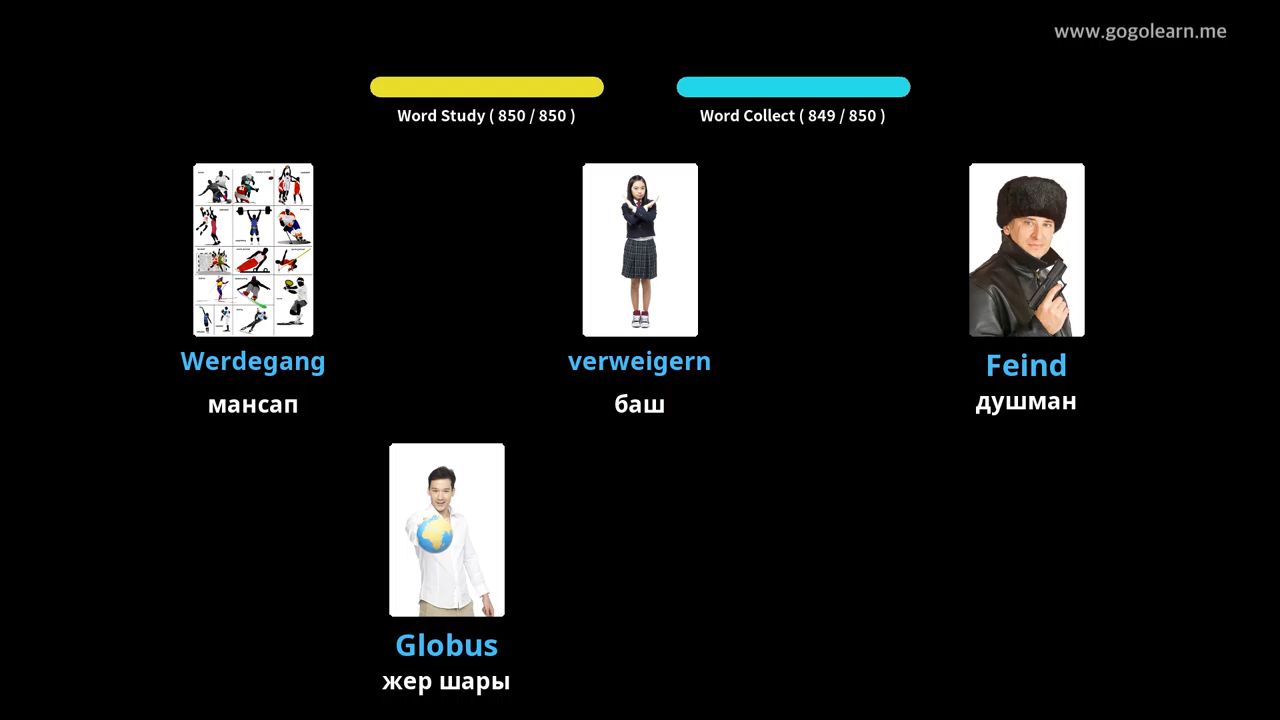 www.gogolearn.me
Word Study ( 850 / 850 )
Word Collect ( 849 / 850 )
Werdegang
мансап
verweigern
баш
Feind
душман
Globus
жер шары